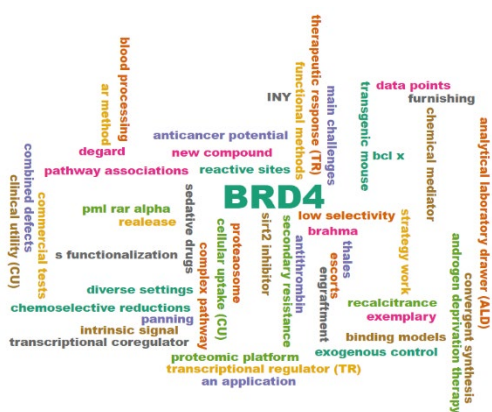 blood processing
ar method
therapeutic response (TR)
functional methods
main challenges
INY
transgenic mouse
data points
furnishing
chemical mediator
analytical laboratory drawer (ALD)
anticancer potential
degard
new compound
bcl x
pathway associations
reactive sites
combined defects
clinical utility (CU)
commercial tests
sedative drugs
BRD4
pml rar alpha
realease
low selectivity
brahma
strategy work
s functionalization
complex pathway
cellular uptake (CU)
proteaosome
sirt2 inhibitor
secondary resistance
antithrombin
engraftment
escorts
thales
androgen deprivation therapy
convergent synthesis
diverse settings
recalcitrance
chemoselective reductions
panning
exemplary
intrinsic signal
transcriptional coregulator
binding models
proteomic platform
exogenous control
transcriptional regulator (TR)
an application